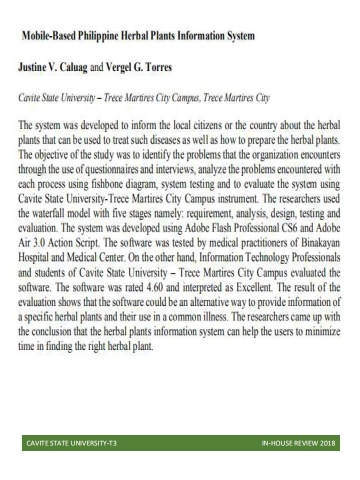 Mobile-Based Philippine Herbal Plants Information System
Justine V. Caluag and Vergel G. Torres
Cavite State University – Trece Martires City Campus, Trece Martires City
The system was developed to inform the local citizens or the country about the herbal
plants that can be used to treat such diseases as well as how to prepare the herbal plants.
The objective of the study was to identify the problems that the organization encounters
through the use of questionnaires and interviews, analyze the problems encountered with
each process using fishbone diagram, system testing and to evaluate the system using
Cavite State University-Trece Martires City Campus instrument. The researchers used
the waterfall model with five stages namely: requirement, analysis, design, testing and
evaluation. The system was developed using Adobe Flash Professional CS6 and Adobe
Air 3.0 Action Script. The software was tested by medical practitioners of Binakayan
Hospital and Medical Center. On the other hand, Information Technology Professionals
and students of Cavite State University – Trece Martires City Campus evaluated the
software. The software was rated 4.60 and interpreted as Excellent. The result of the
evaluation shows that the software could be an alternative way to provide information of
a specific herbal plants and their use in a common illness. The researchers came up with
the conclusion that the herbal plants information system can help the users to minimize
time in finding the right herbal plant.
CAVITE STATE UNIVERSITY-T3 IN-HOUSE REVIEW 2018